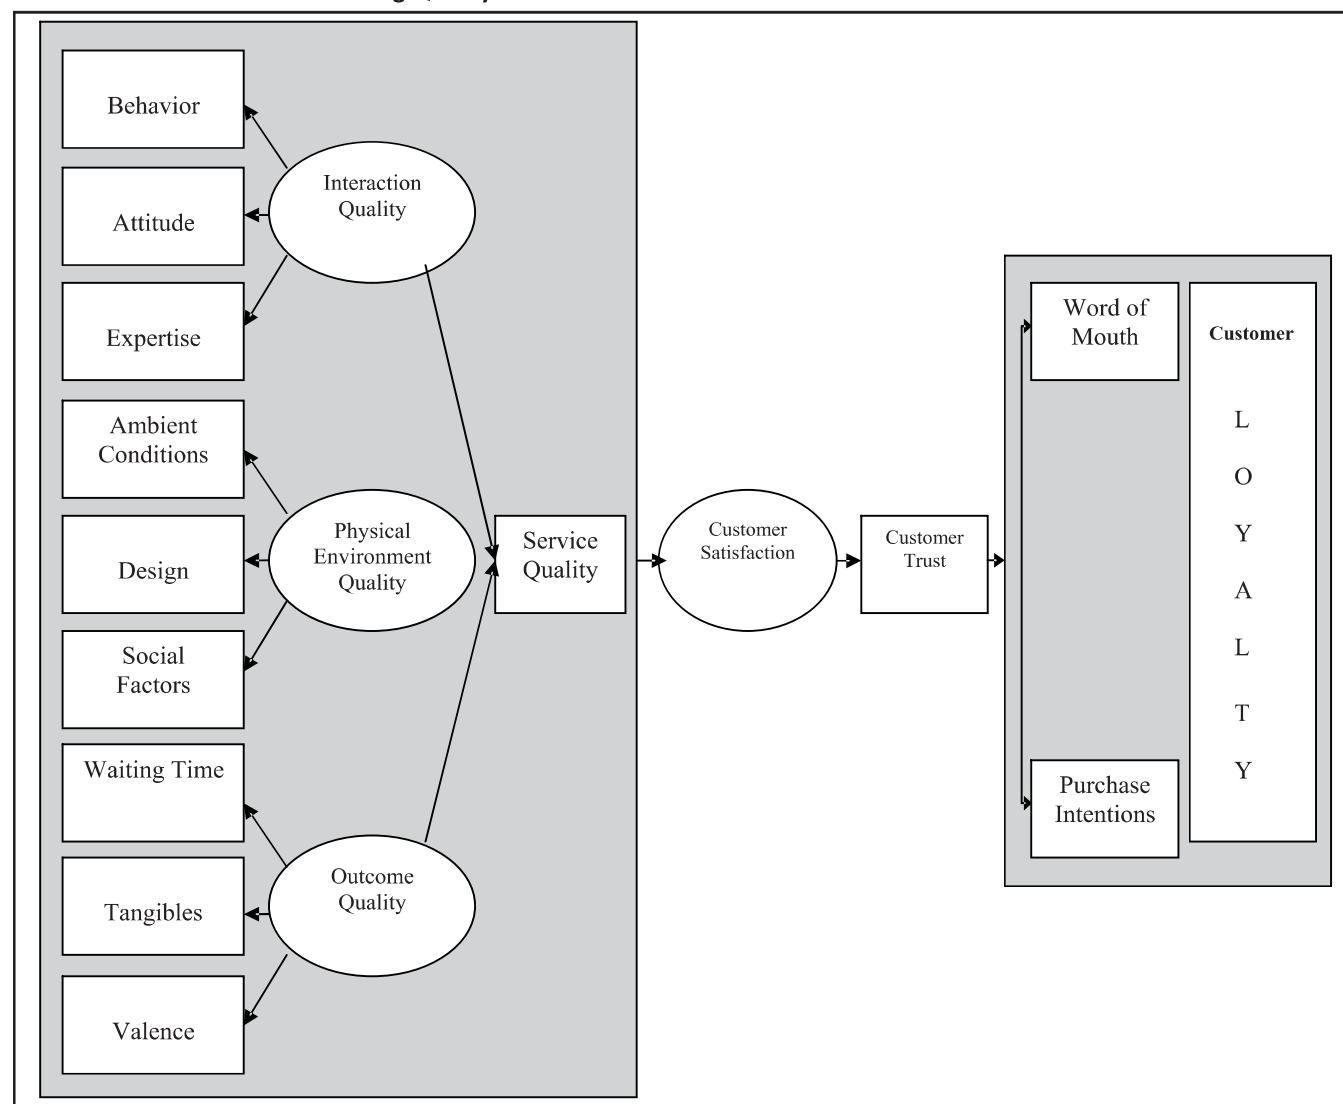 Behavior
Attitude
Expertise
Ambient
Conditions
Design
Social
Factors
Waiting Time
Tangibles
Valence
Interaction
Quality
Physical
Environment
Quality
Outcome
Quality
Service
Quality
Customer
Satisfaction
Customer
Trust
Word of
Mouth
Purchase
Intentions
Customer
L
O
Y
A
L
T
Y